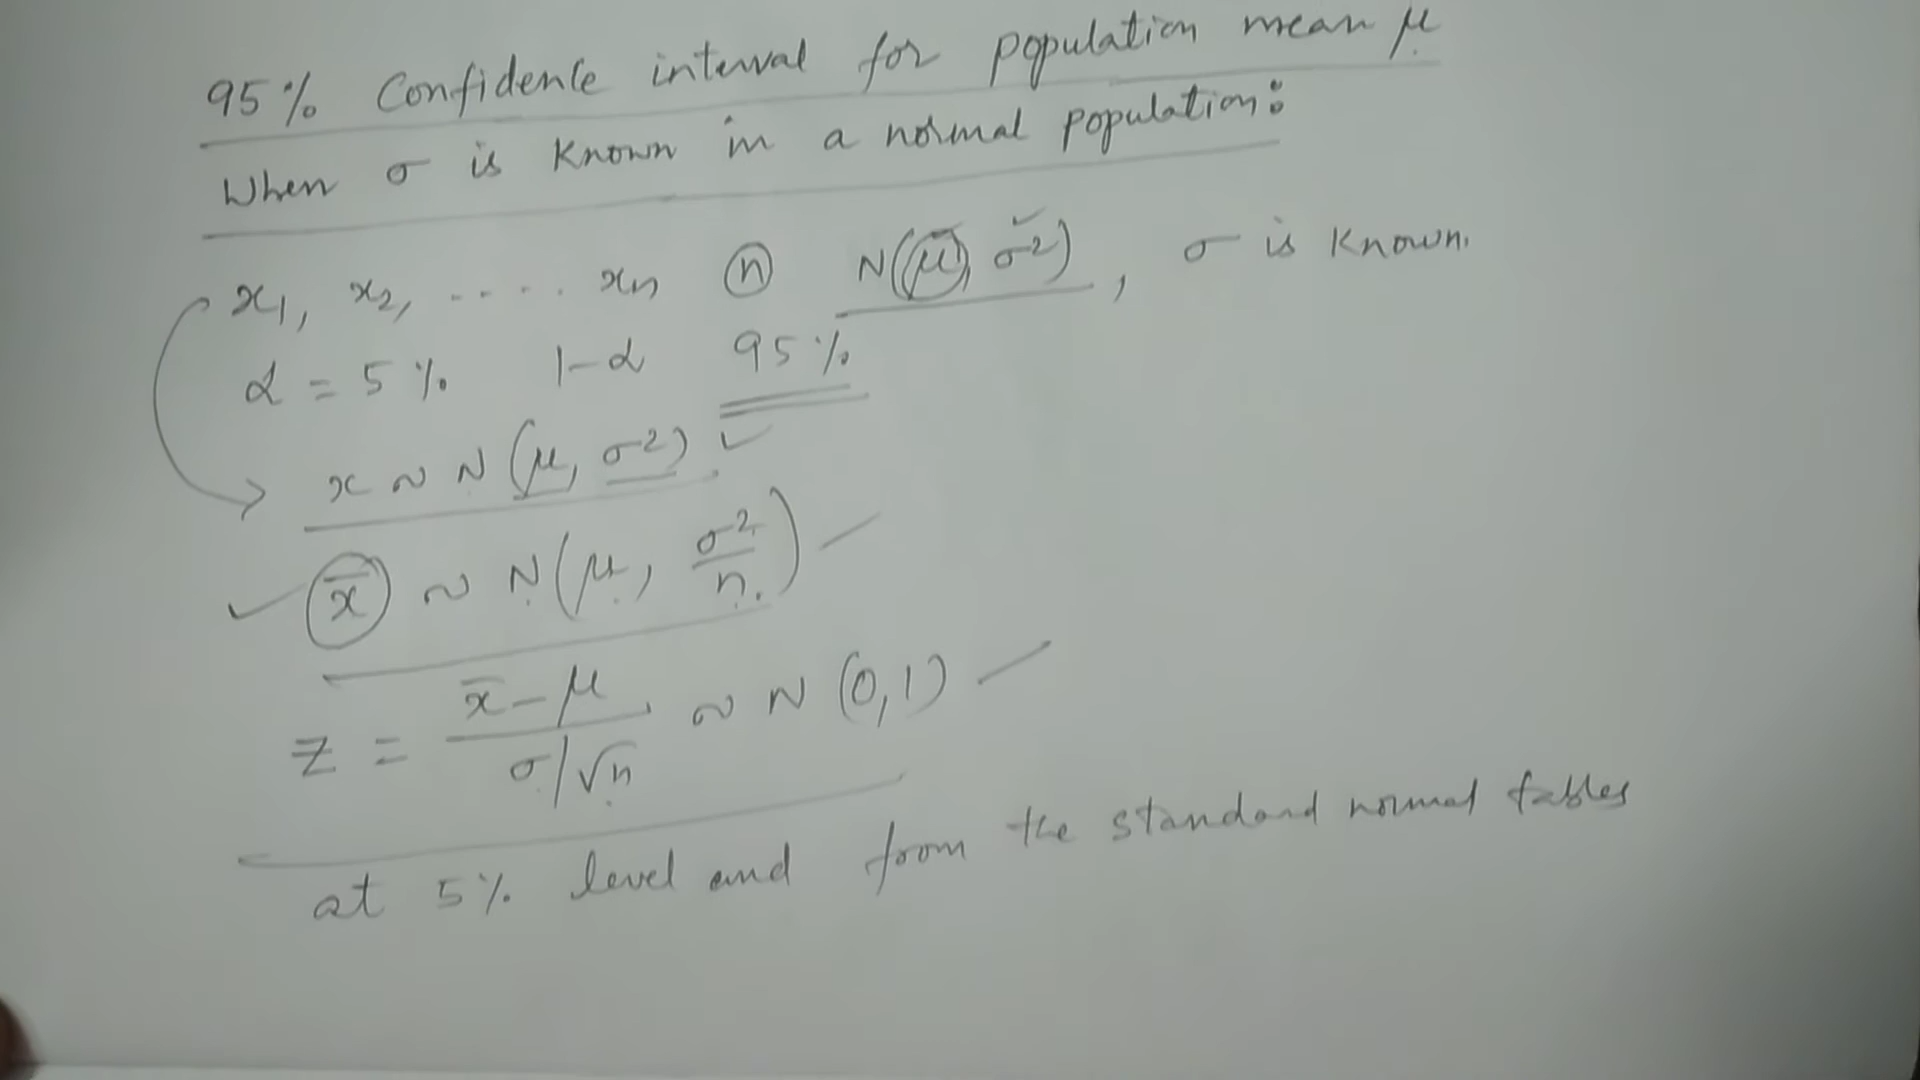 95% Confidence interval for population mean μ
When σ is known in a normal population:
x₁, x₂, ..... xₙ n N(μ, σ²), σ is known.
α = 5% 1-α 95%
x ~ N(μ, σ²)
x̄ ~ N(μ, σ²/n)
Z = (x̄ - μ)/(σ/√n) ~ N(0,1)
at 5% level and from the standard normal tables